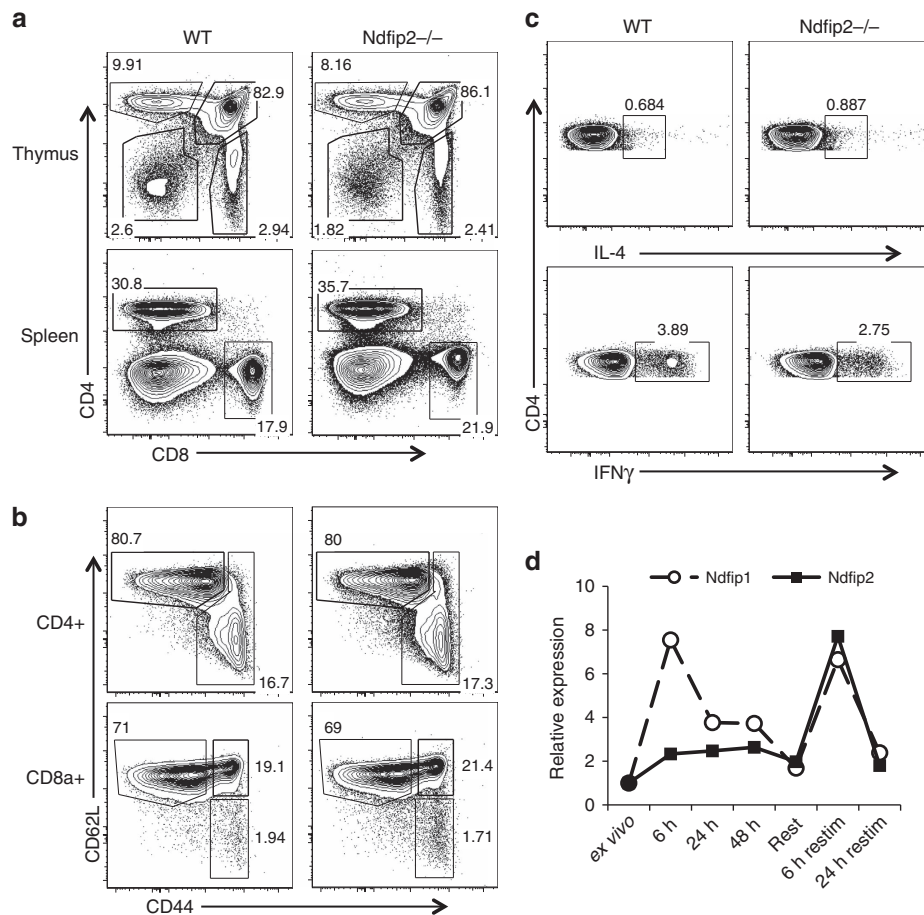 a
WT
Ndfip2–/–
9.91
82.9
2.6
2.94
8.16
86.1
1.82
2.41
Thymus
30.8
17.9
35.7
21.9
Spleen
CD4
CD8
b
80.7
16.7
80
17.3
CD4+
71
19.1
1.94
69
21.4
1.71
CD8a+
CD62L
CD44
c
WT
Ndfip2–/–
0.684
0.887
IL-4
3.89
2.75
CD4
IFNγ
d
Ndfip1
Ndfip2
Relative expression
10
8
6
4
2
0
ex vivo
6 h
24 h
48 h
Rest
6 h restim
24 h restim